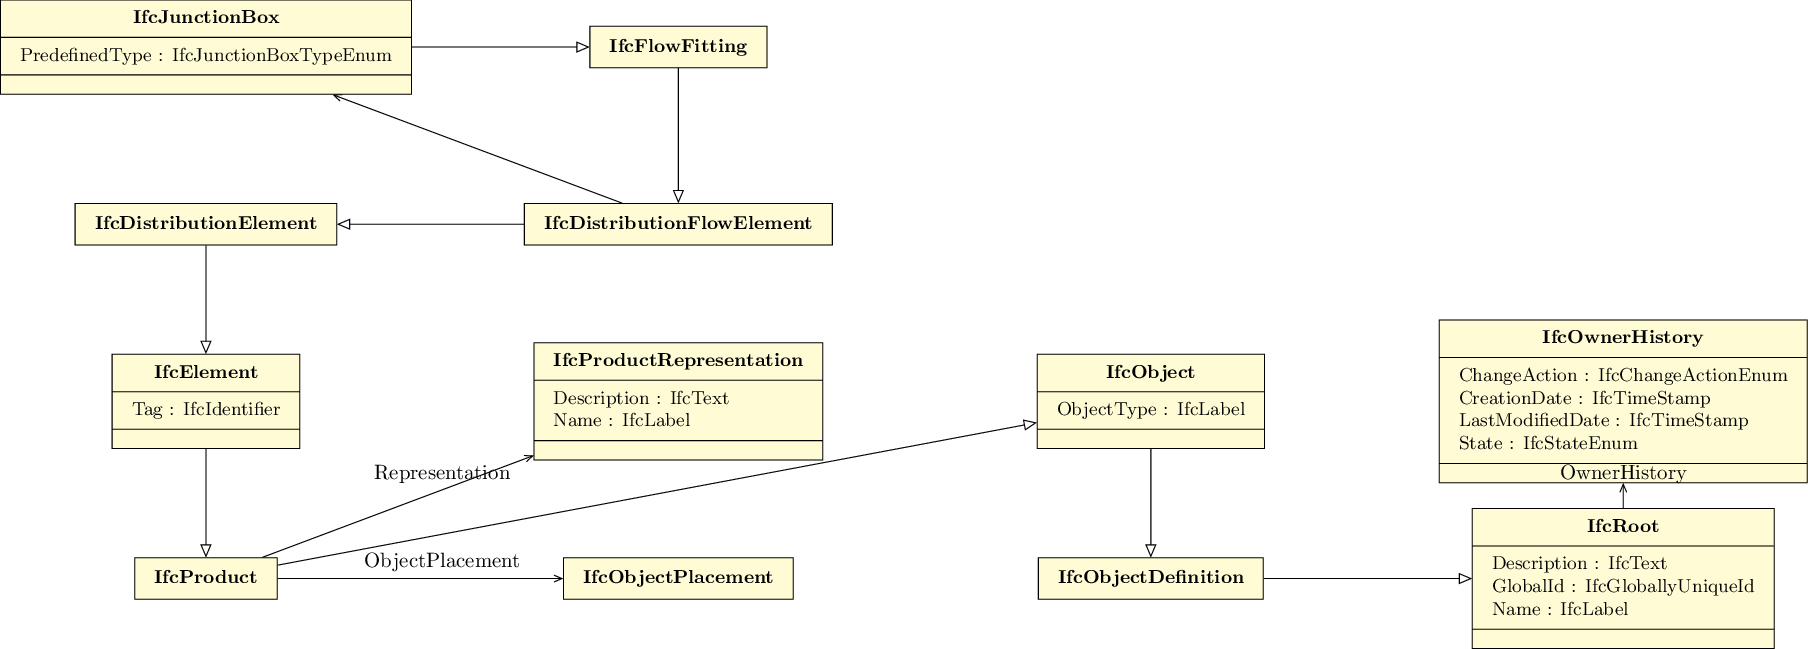 IfcJunctionBox
PredefinedType : IfcJunctionBoxTypeEnum
IfcFlowFitting
IfcDistributionElement
IfcDistributionFlowElement
IfcElement
Tag : IfcIdentifier
IfcProductRepresentation
Description : IfcText
Name : IfcLabel
IfcObject
ObjectType : IfcLabel
IfcOwnerHistory
ChangeAction : IfcChangeActionEnum
CreationDate : IfcTimeStamp
LastModifiedDate : IfcTimeStamp
State : IfcStateEnum
OwnerHistory
Representation
ObjectPlacement
IfcProduct
IfcObjectPlacement
IfcObjectDefinition
IfcRoot
Description : IfcText
GlobalId : IfcGloballyUniqueId
Name : IfcLabel